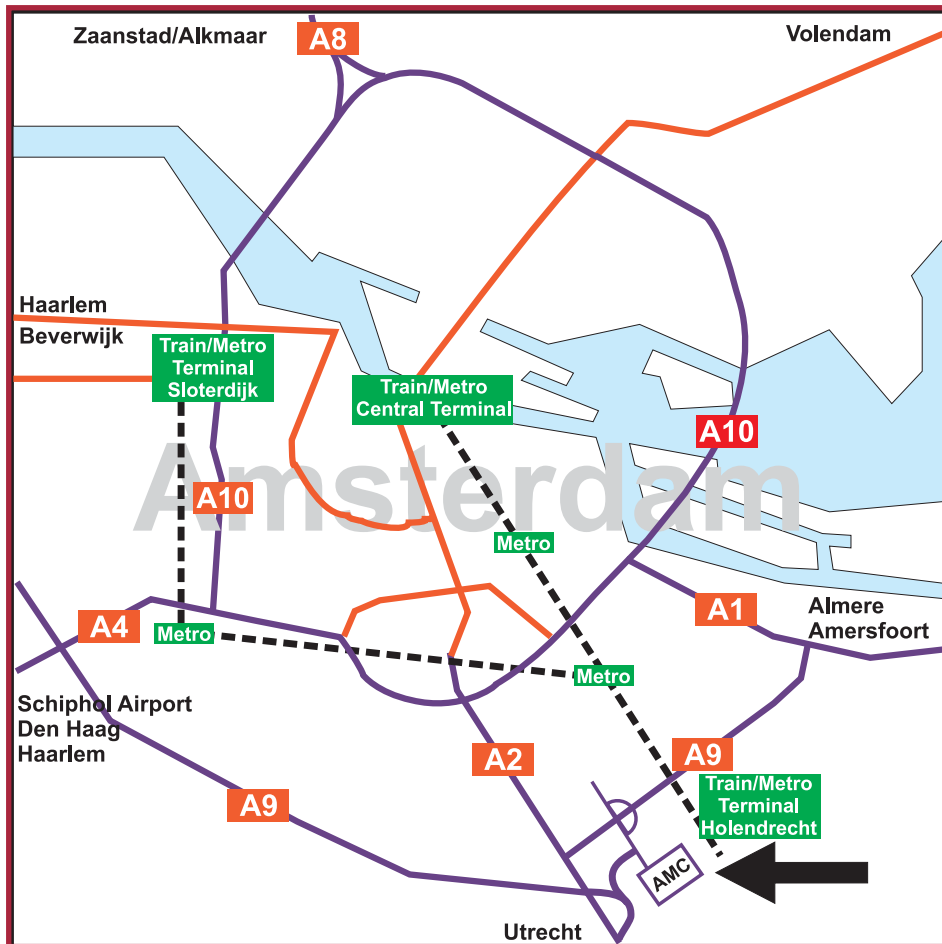 Zaanstad/Alkmaar
A8
Volendam
Haarlem
Beverwijk
Train/Metro
Terminal
Sloterdijk
Train/Metro
Central Terminal
A10
Amsterdam
A10
Metro
A4
Metro
A1
Almere
Amersfoort
Metro
Schiphol Airport
Den Haag
Haarlem
A2
A9
A9
Train/Metro
Terminal
Holendrecht
AMC
Utrecht